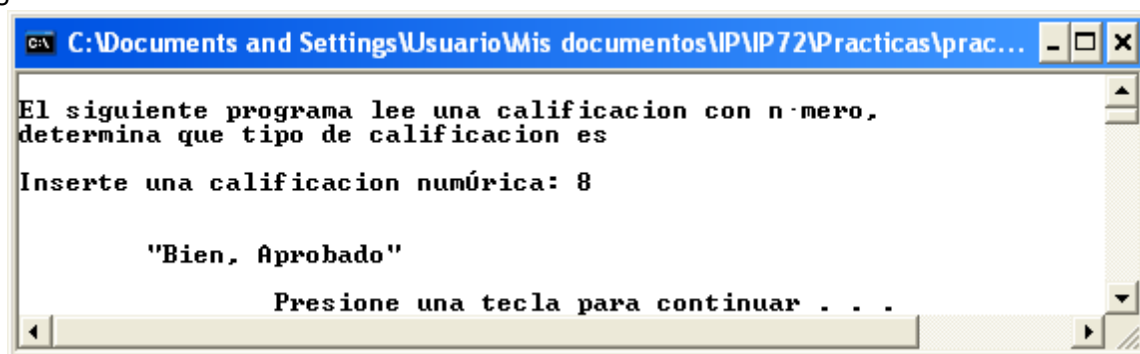 C:\Documents and Settings\Usuario\Mis documentos\IP\IP72\Practicas\prac...
El siguiente programa lee una calificacion con n·mero,
determina que tipo de calificacion es
Inserte una calificacion numÚrica: 8
"Bien, Aprobado"
Presione una tecla para continuar . . .